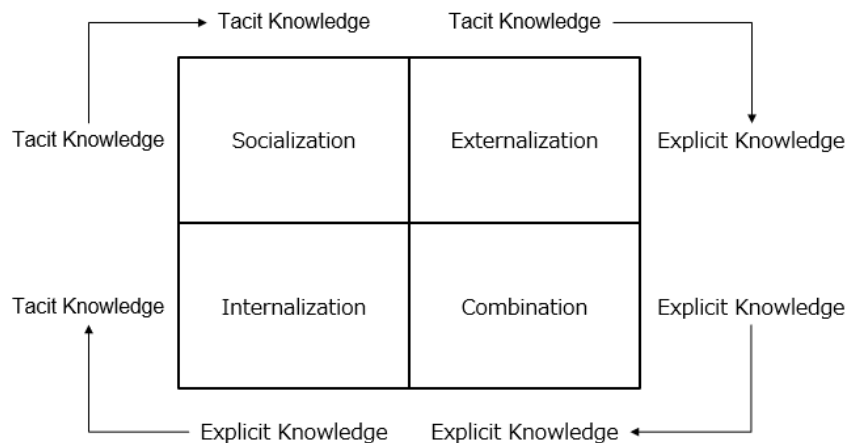 Tacit Knowledge Tacit Knowledge
Tacit Knowledge Socialization Externalization Explicit Knowledge
Tacit Knowledge Internalization Combination Explicit Knowledge
Explicit Knowledge Explicit Knowledge